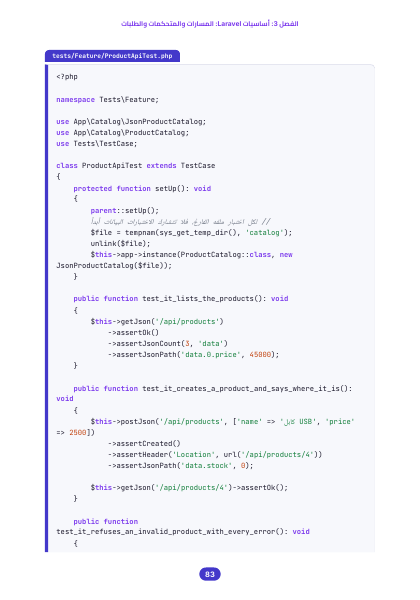 الفصل 3: أساسيات Laravel: المسارات والمتحكمات والطلبات
tests/Feature/ProductApiTest.php
<?php
namespace Tests\Feature;
use App\Catalog\JsonProductCatalog;
use App\Catalog\ProductCatalog;
use Tests\TestCase;
class ProductApiTest extends TestCase
{
    protected function setUp(): void
    {
        parent::setUp();
        // لكل اختبار ملفه الفارغ، فلا تتشارك الاختبارات البيانات أبداً
        $file = tempnam(sys_get_temp_dir(), 'catalog');
        unlink($file);
        $this->app->instance(ProductCatalog::class, new
JsonProductCatalog($file));
    }
    public function test_it_lists_the_products(): void
    {
        $this->getJson('/api/products')
            ->assertOk()
            ->assertJsonCount(3, 'data')
            ->assertJsonPath('data.0.price', 45000);
    }
    public function test_it_creates_a_product_and_says_where_it_is():
void
    {
        $this->postJson('/api/products', ['name' => 'كابل USB', 'price'
=> 2500])
            ->assertCreated()
            ->assertHeader('Location', url('/api/products/4'))
            ->assertJsonPath('data.stock', 0);
        $this->getJson('/api/products/4')->assertOk();
    }
    public function
test_it_refuses_an_invalid_product_with_every_error(): void
    {
83